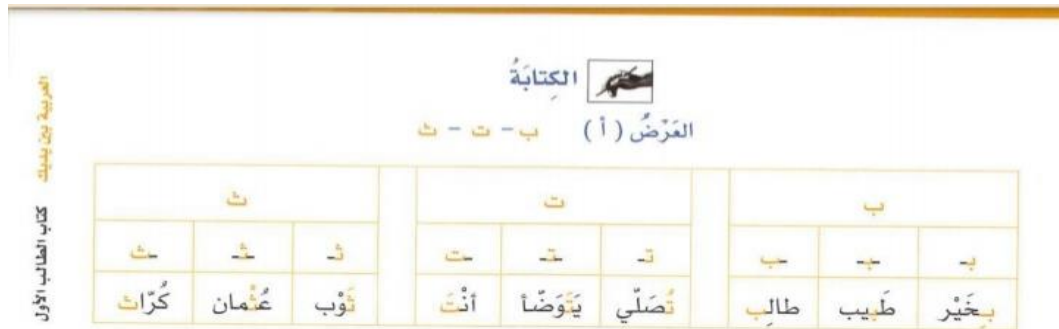 الكِتابَةُ
العَرْضُ ( أ ) ب - ت - ث
ب ت ث
بـ ـبـ ـب تـ ـتـ ـت ثـ ـثـ ـث
بِخَيْر طَبيب طالِب تُصَلّي يَتَوَضّأ أنْتَ ثَوْب عُثْمان كُرّاث
العربية بين يديك كتاب الطالب الأول